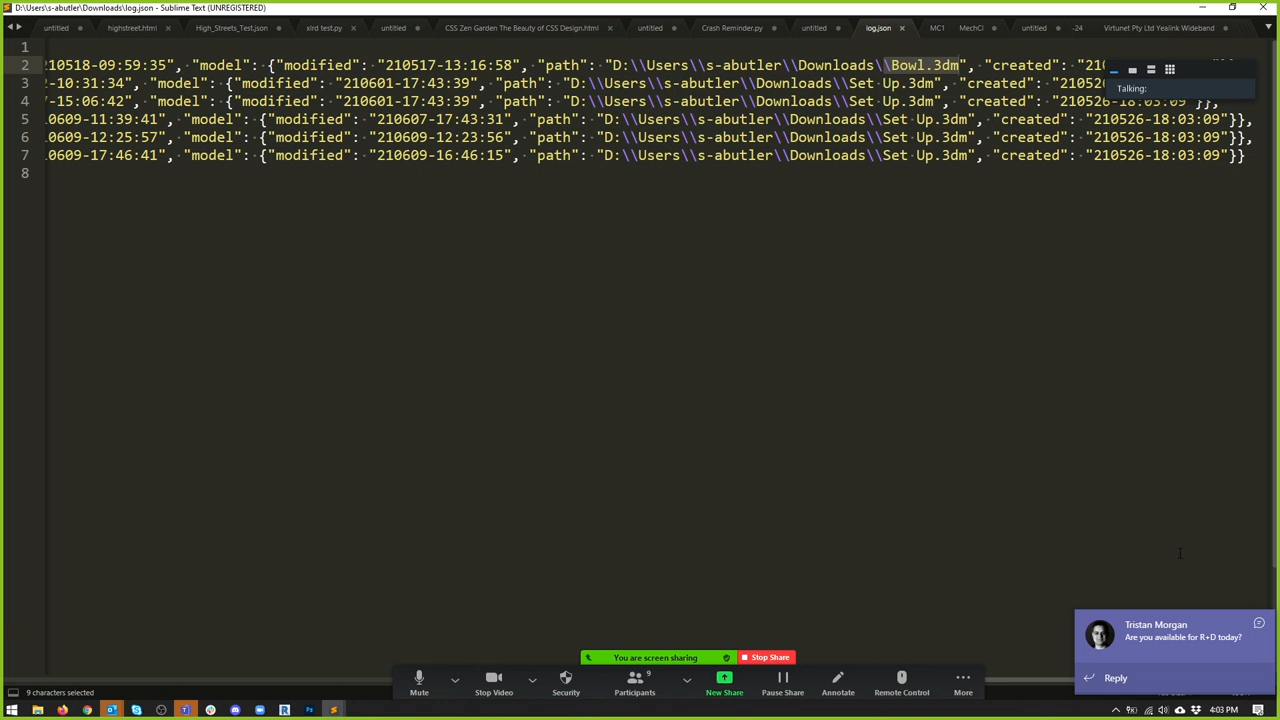 D:\Users\s-abutler\Downloads\log.json - Sublime Text (UNREGISTERED)
untitled highstreet.html High_Streets_Test.json xlrd test.py untitled CSS Zen Garden The Beauty of CSS Design.html untitled Crash Reminder.py untitled log.json MC1 MechCl untitled -24 Virtunet Pty Ltd Yealink Wideband
1
2 210518-09:59:35", "model": {"modified": "210517-13:16:58", "path": "D:\\Users\\s-abutler\\Downloads\\Bowl.3dm", "created": "210
3 -10:31:34", "model": {"modified": "210601-17:43:39", "path": "D:\\Users\\s-abutler\\Downloads\\Set Up.3dm", "created": "210526
4 -15:06:42", "model": {"modified": "210601-17:43:39", "path": "D:\\Users\\s-abutler\\Downloads\\Set Up.3dm", "created": "210526-18:03:09"}},
5 0609-11:39:41", "model": {"modified": "210607-17:43:31", "path": "D:\\Users\\s-abutler\\Downloads\\Set Up.3dm", "created": "210526-18:03:09"}},
6 0609-12:25:57", "model": {"modified": "210609-12:23:56", "path": "D:\\Users\\s-abutler\\Downloads\\Set Up.3dm", "created": "210526-18:03:09"}},
7 0609-17:46:41", "model": {"modified": "210609-16:46:15", "path": "D:\\Users\\s-abutler\\Downloads\\Set Up.3dm", "created": "210526-18:03:09"}}
8
Talking:
Tristan Morgan
Are you available for R+D today?
Reply
You are screen sharing Stop Share
9
Mute Stop Video Security Participants New Share Pause Share Annotate Remote Control More
9 characters selected
4:03 PM